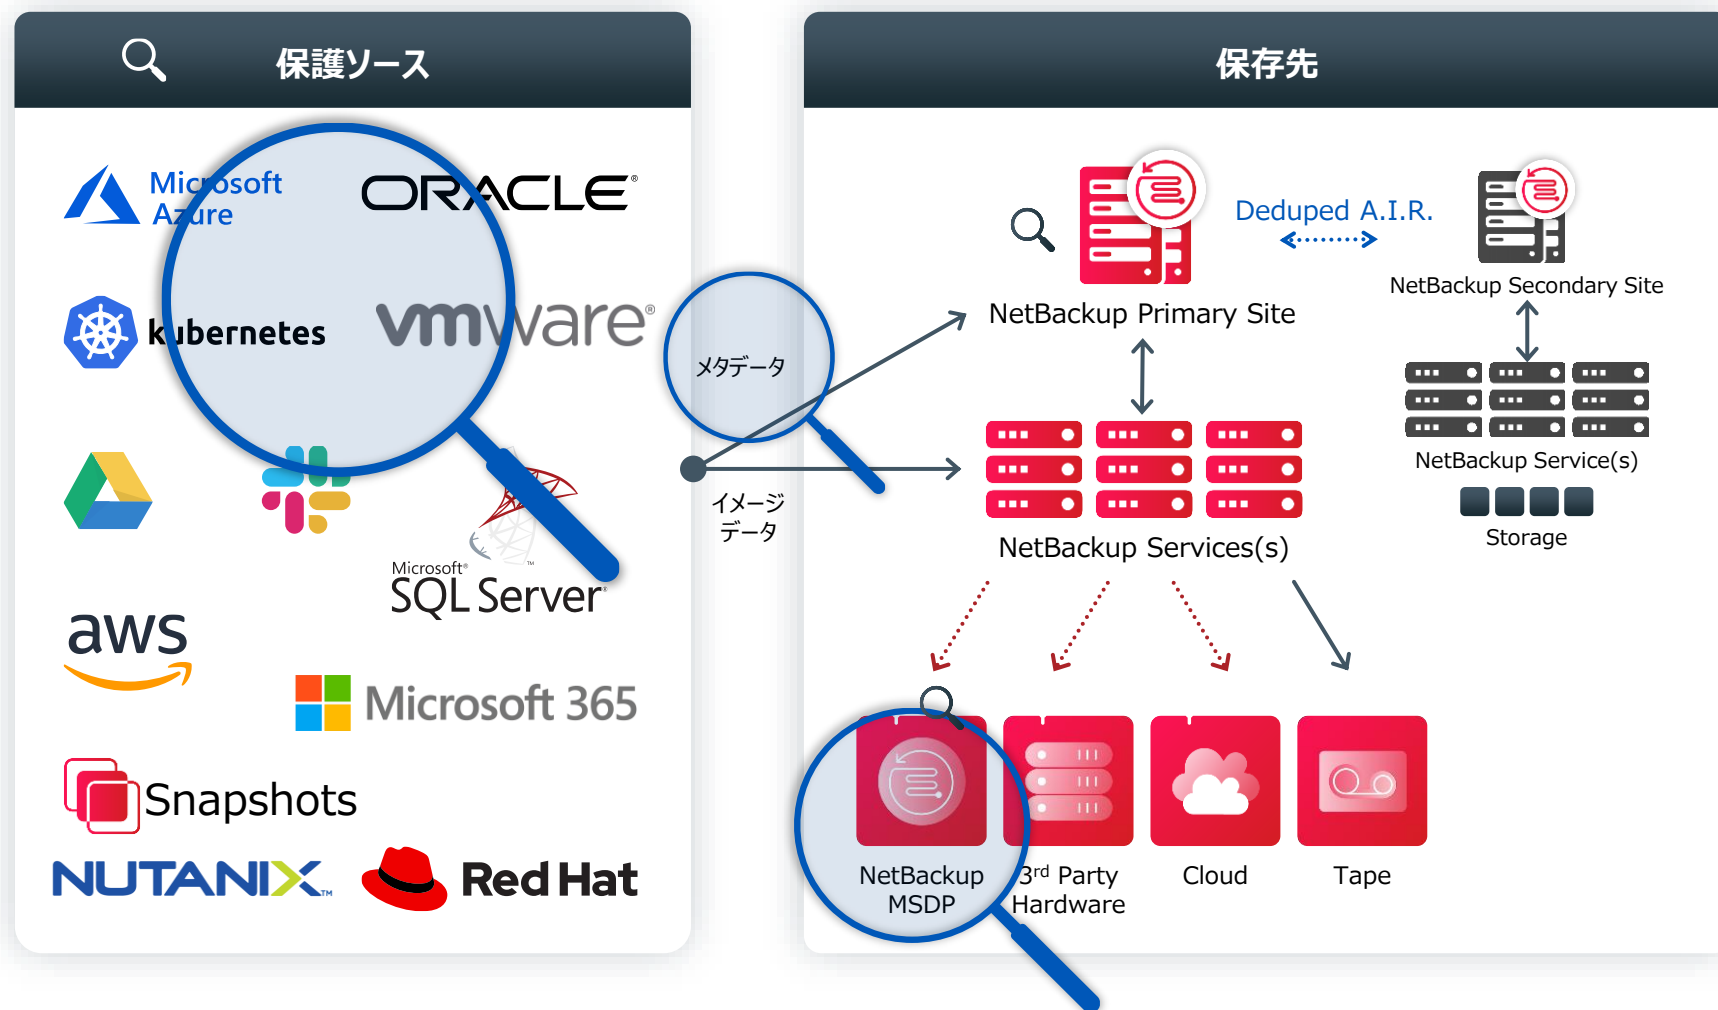 保護ソース
Microsoft
Azure
ORACLE®
kubernetes
vmware®
Microsoft®
SQL Server®
aws
Microsoft 365
Snapshots
NUTANIX™
Red Hat
メタデータ
イメージ
データ
保存先
Deduped A.I.R.
NetBackup Primary Site
NetBackup Secondary Site
NetBackup Services(s)
NetBackup Service(s)
Storage
NetBackup
MSDP
3rd Party
Hardware
Cloud
Tape